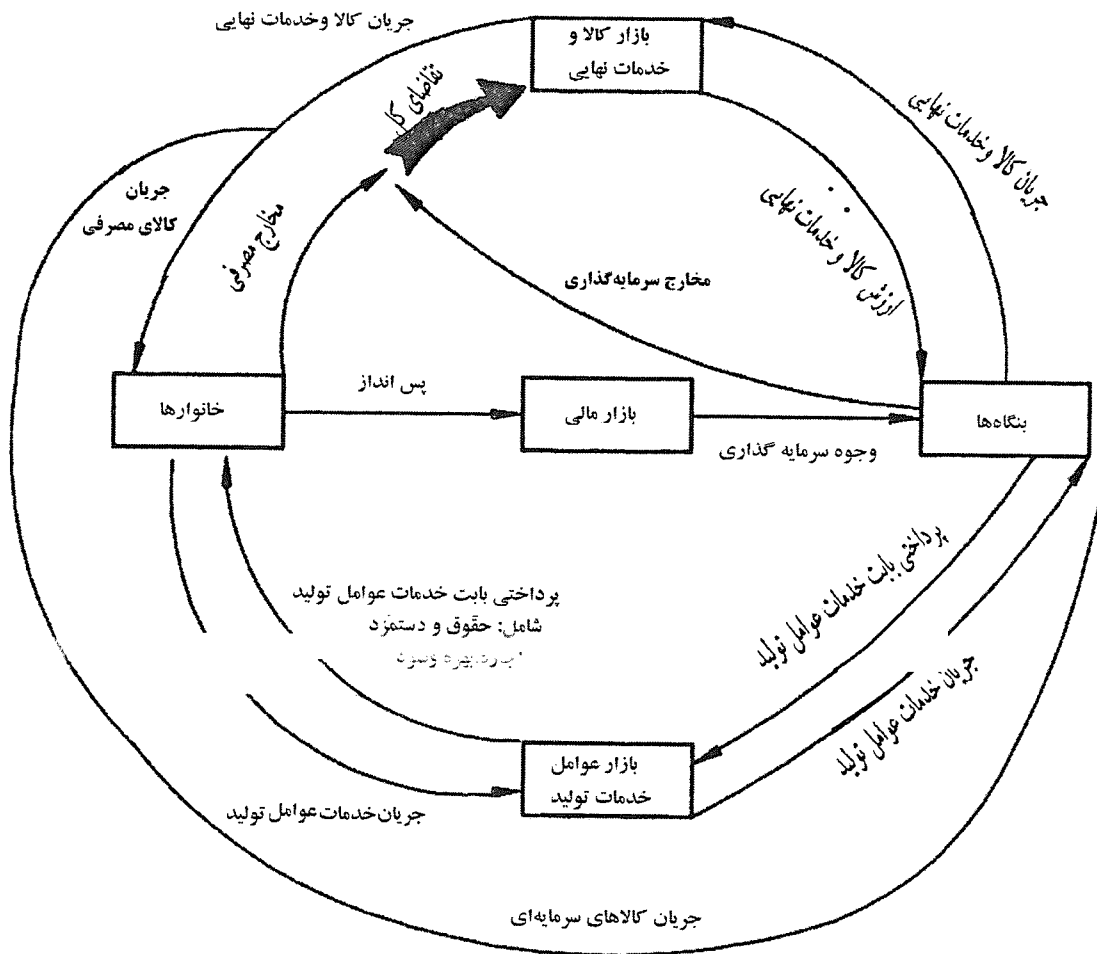 جریان کالا وخدمات نهایی
بازار کالا و
خدمات نهایی
تقاضای کل
جریان کالا و خدمات نهایی
جریان
کالای مصرفی
مخارج مصرفی
مخارج سرمایه‌گذاری
ارزش کالا و خدمات نهایی
خانوارها
پس انداز
بازار مالی
وجوه سرمایه گذاری
بنگاه‌ها
پرداختی بابت خدمات عوامل تولید
شامل: حقوق و دستمزد
بهره وسود
پرداختی بابت خدمات عوامل تولید
جریان خدمات عوامل تولید
بازار عوامل
خدمات تولید
جریان‌خدمات‌عوامل تولید
جریان کالاهای سرمایه‌ای